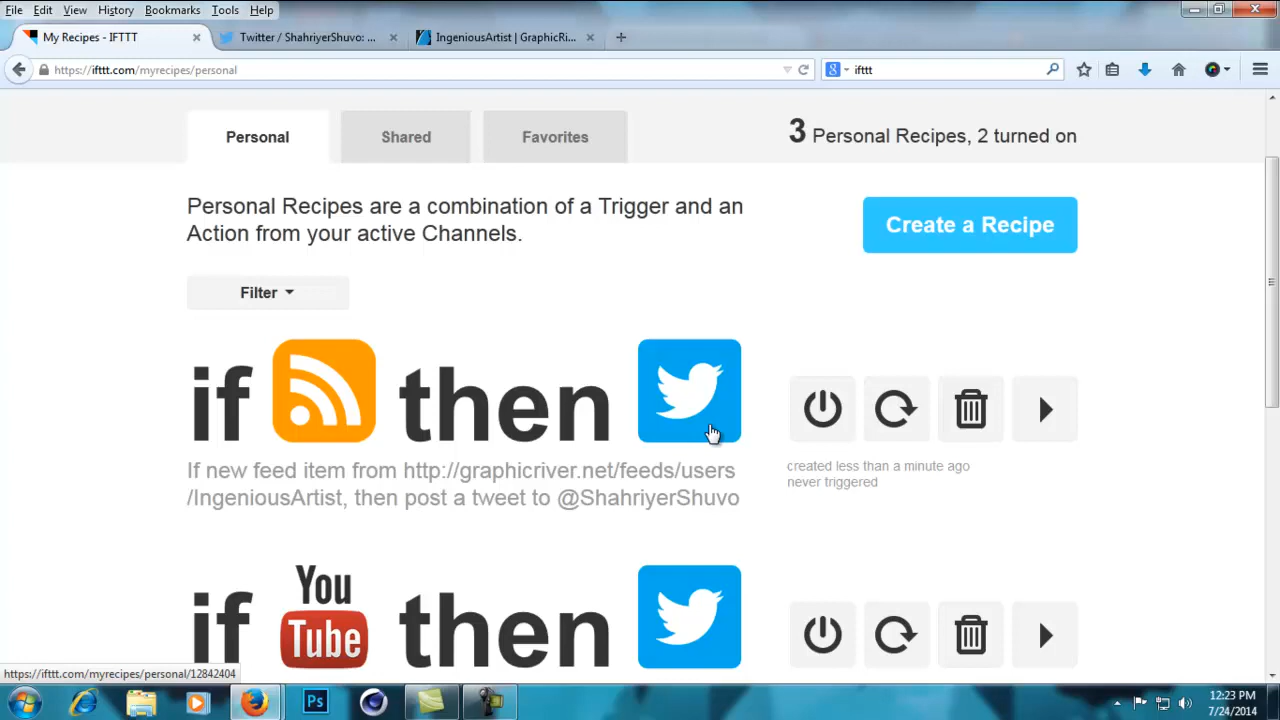 File Edit View History Bookmarks Tools Help
My Recipes - IFTTT
Twitter / ShahriyerShuvo: ...
IngeniousArtist | GraphicRi...
https://ifttt.com/myrecipes/personal
ifttt
Personal
Shared
Favorites
3 Personal Recipes, 2 turned on
Personal Recipes are a combination of a Trigger and an
Action from your active Channels.
Create a Recipe
Filter
if then
If new feed item from http://graphicriver.net/feeds/users
/IngeniousArtist, then post a tweet to @ShahriyerShuvo
created less than a minute ago
never triggered
if You Tube then
https://ifttt.com/myrecipes/personal/12842404
Ps
12:23 PM
7/24/2014